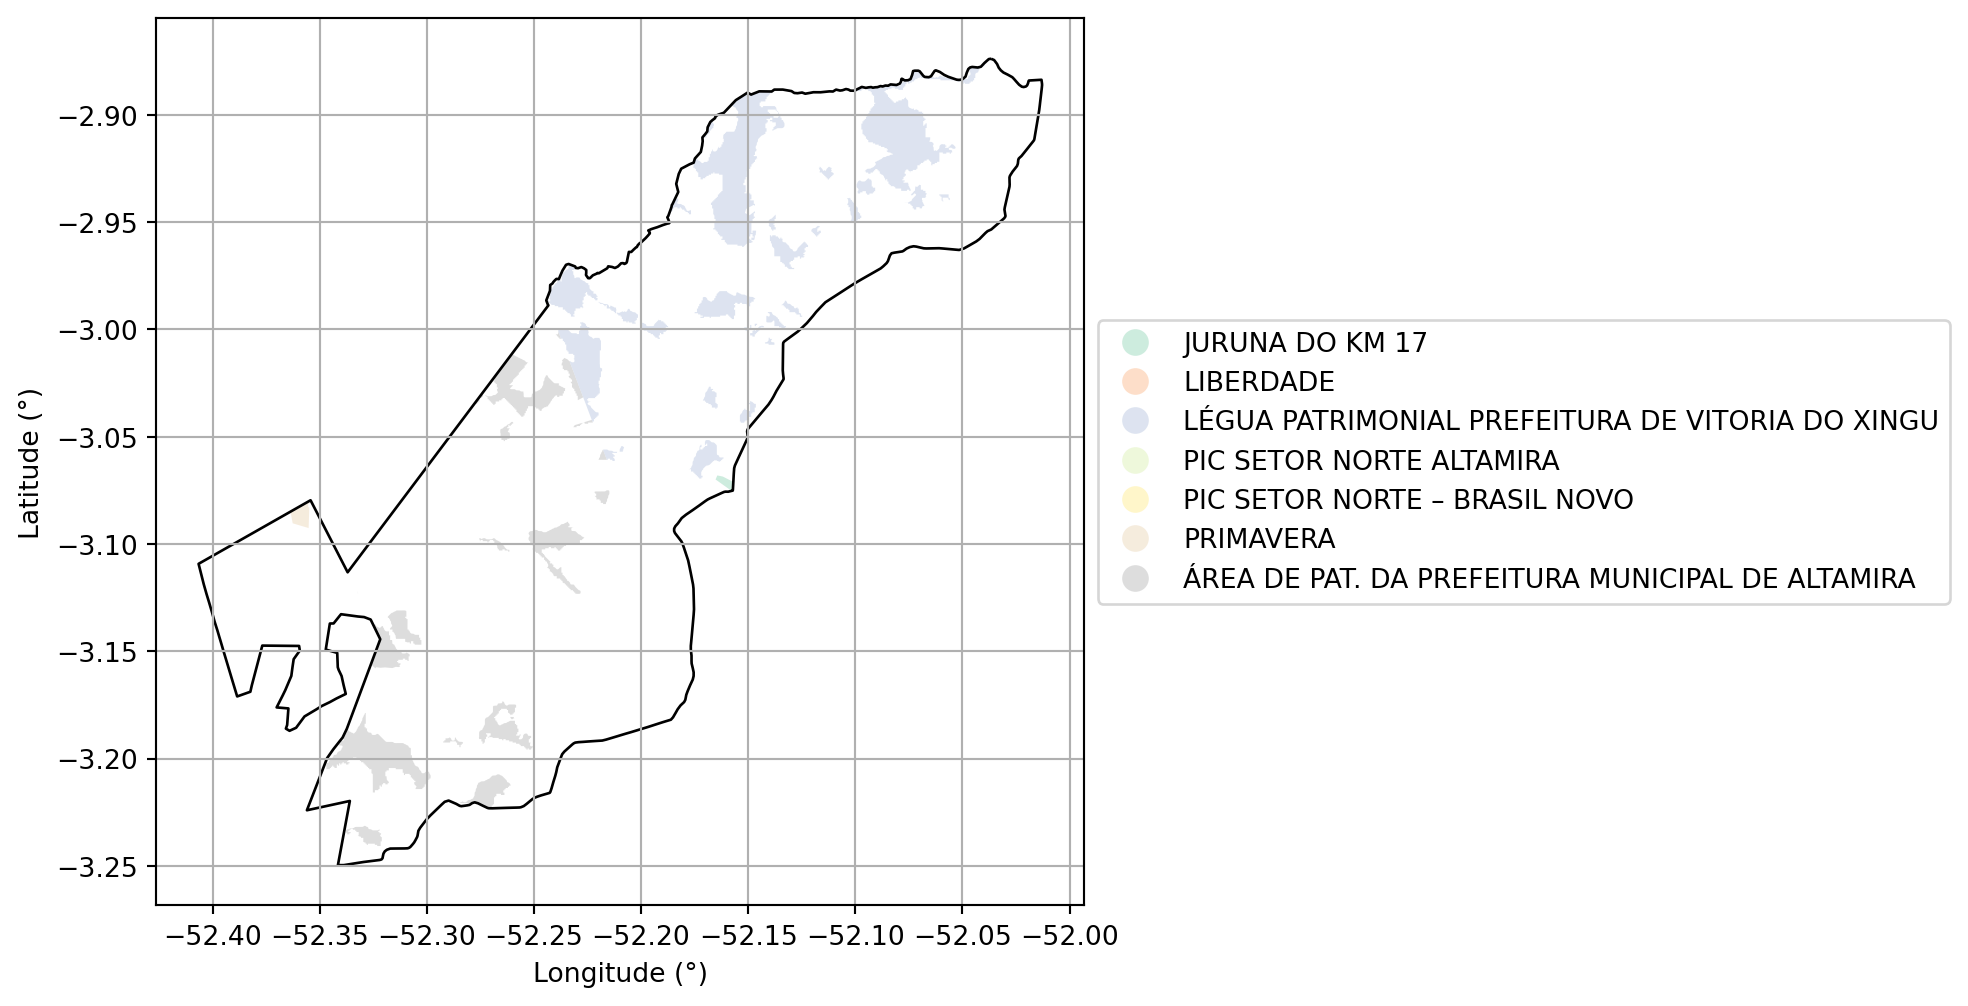 −2.90
−2.95
−3.00
−3.05
−3.10
−3.15
−3.20
−3.25
Latitude (°)
−52.40 −52.35 −52.30 −52.25 −52.20 −52.15 −52.10 −52.05 −52.00
Longitude (°)
JURUNA DO KM 17
LIBERDADE
LÉGUA PATRIMONIAL PREFEITURA DE VITORIA DO XINGU
PIC SETOR NORTE ALTAMIRA
PIC SETOR NORTE – BRASIL NOVO
PRIMAVERA
ÁREA DE PAT. DA PREFEITURA MUNICIPAL DE ALTAMIRA